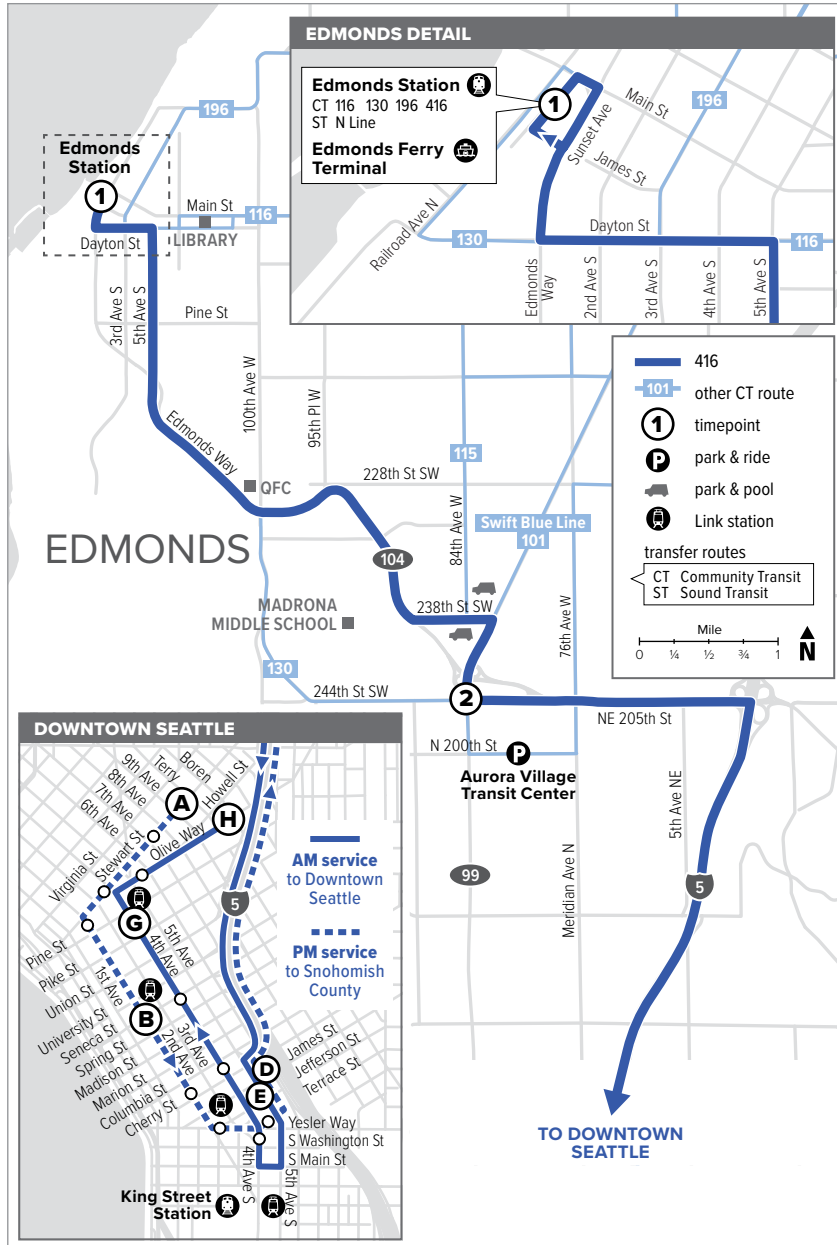 EDMONDS DETAIL
Edmonds Station
CT 116 130 196 416
ST N Line
Edmonds Ferry
Terminal
1
Main St
196
Sunset Ave
James St
Railroad Ave N
Dayton St
130
116
Edmonds
Way
2nd Ave S
3rd Ave S
4th Ave S
5th Ave S
196
Edmonds
Station
1
Main St
116
LIBRARY
Dayton St
3rd Ave S
5th Ave S
Pine St
100th Ave W
95th Pl W
Edmonds Way
QFC
228th St SW
115
84th Ave W
Swift Blue Line
101
EDMONDS
104
76th Ave W
238th St SW
MADRONA
MIDDLE SCHOOL
130
244th St SW
2
NE 205th St
N 200th St
P
Aurora Village
Transit Center
5th Ave NE
99
Meridian Ave N
5
TO DOWNTOWN
SEATTLE
416
101
other CT route
1
timepoint
P
park & ride
park & pool
Link station
transfer routes
CT Community Transit
ST Sound Transit
Mile
0 ¼ ½ ¾ 1
N
DOWNTOWN SEATTLE
9th Ave
8th Ave
7th Ave
6th Ave
Terry
Boren
Howell St
A
H
Stewart St
Olive Way
Virginia St
AM service
to Downtown
Seattle
5
G
PM service
to Snohomish
County
5th Ave
4th Ave
Pine St
Pike St
Union St
1st Ave
B
University St
Seneca St
Spring St
Madison St
Marion St
Columbia St
Cherry St
3rd Ave
2nd Ave
James St
Jefferson St
Terrace St
D
E
Yesler Way
S Washington St
S Main St
4th Ave S
5th Ave S
King Street
Station